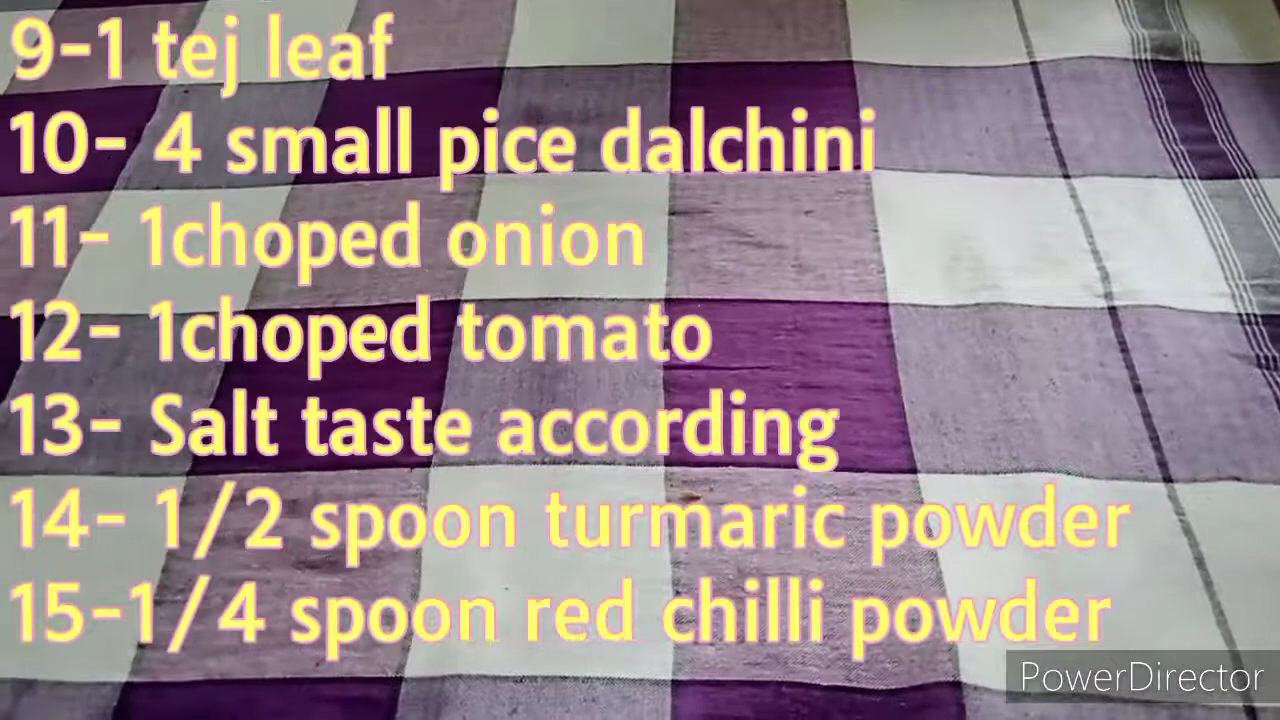 9-1 tej leaf
10- 4 small pice dalchini
11- 1choped onion
12- 1choped tomato
13- Salt taste according
14- 1/2 spoon turmaric powder
15-1/4 spoon red chilli powder
PowerDirector